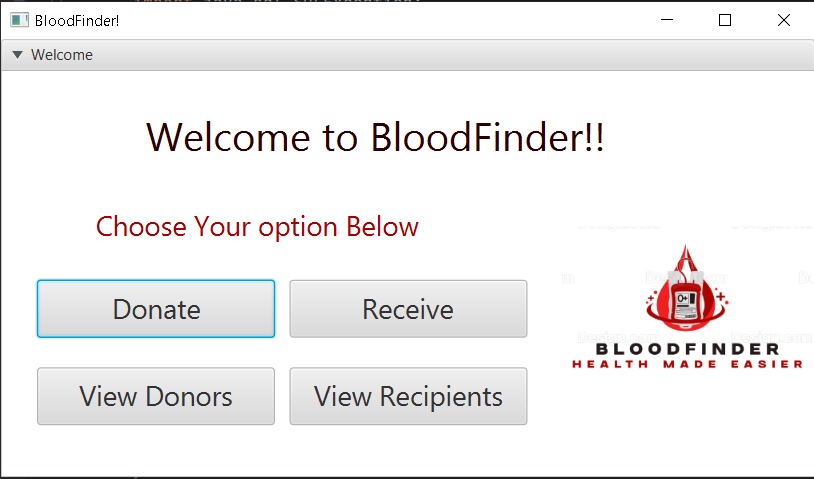 BloodFinder!
Welcome
Welcome to BloodFinder!!
Choose Your option Below
Donate
Receive
View Donors
View Recipients
O+
BLOODFINDER
HEALTH MADE EASIER